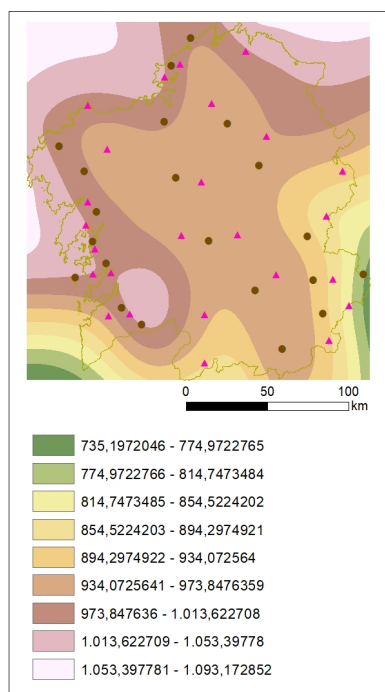 0 50 100
km
735,1972046 - 774,9722765
774,9722766 - 814,7473484
814,7473485 - 854,5224202
854,5224203 - 894,2974921
894,2974922 - 934,072564
934,0725641 - 973,8476359
973,847636 - 1.013,622708
1.013,622709 - 1.053,39778
1.053,397781 - 1.093,172852